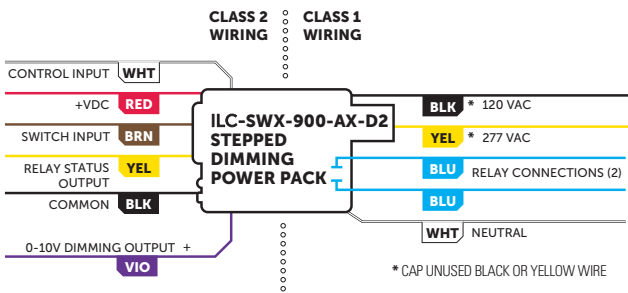 CLASS 2 WIRING
CLASS 1 WIRING
CONTROL INPUT WHT
+VDC RED
SWITCH INPUT BRN
RELAY STATUS OUTPUT YEL
COMMON BLK
0-10V DIMMING OUTPUT +
VIO
ILC-SWX-900-AX-D2
STEPPED
DIMMING
POWER PACK
BLK * 120 VAC
YEL * 277 VAC
BLU RELAY CONNECTIONS (2)
BLU
WHT NEUTRAL
* CAP UNUSED BLACK OR YELLOW WIRE